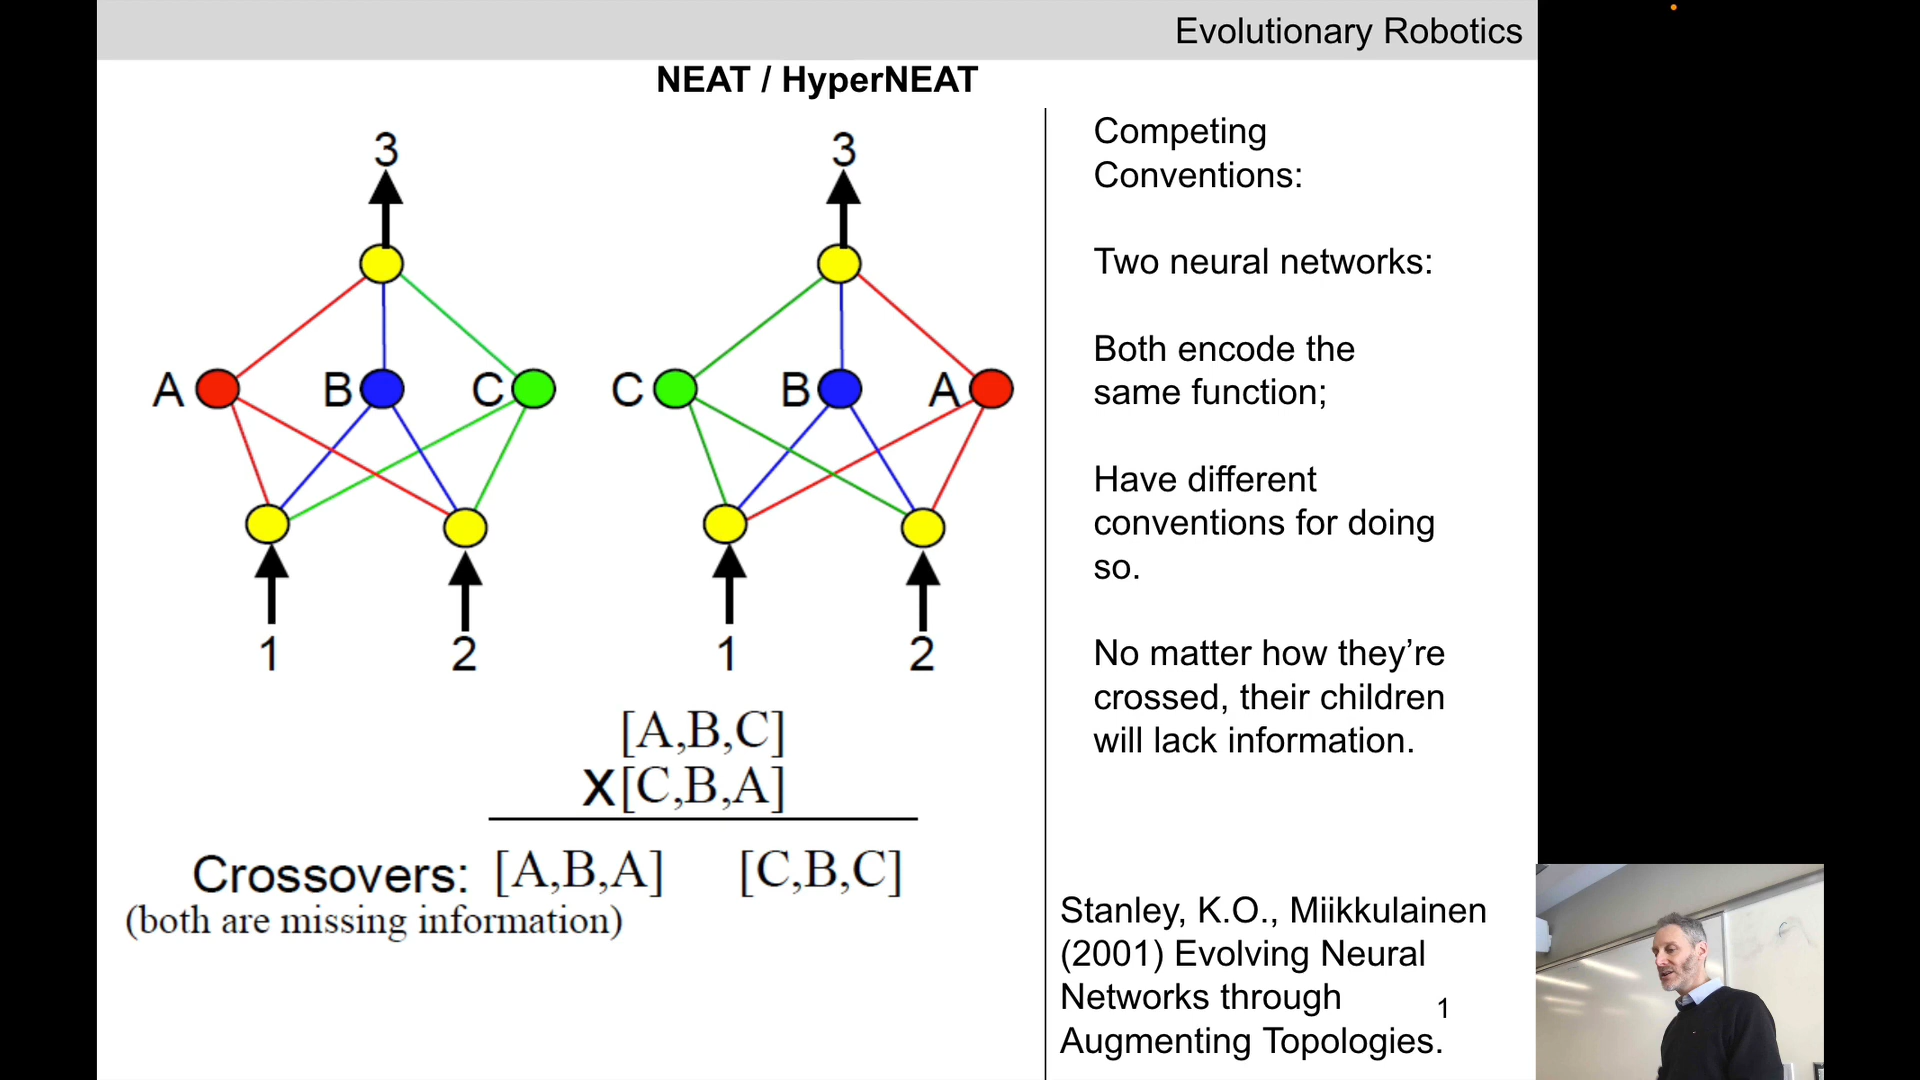 Evolutionary Robotics
NEAT / HyperNEAT
3
3
A
B
C
C
B
A
1
2
1
2
[A,B,C]
X[C,B,A]
Crossovers: [A,B,A] [C,B,C]
(both are missing information)
Competing
Conventions:
Two neural networks:
Both encode the
same function;
Have different
conventions for doing
so.
No matter how they’re
crossed, their children
will lack information.
Stanley, K.O., Miikkulainen
(2001) Evolving Neural
Networks through
Augmenting Topologies.
1